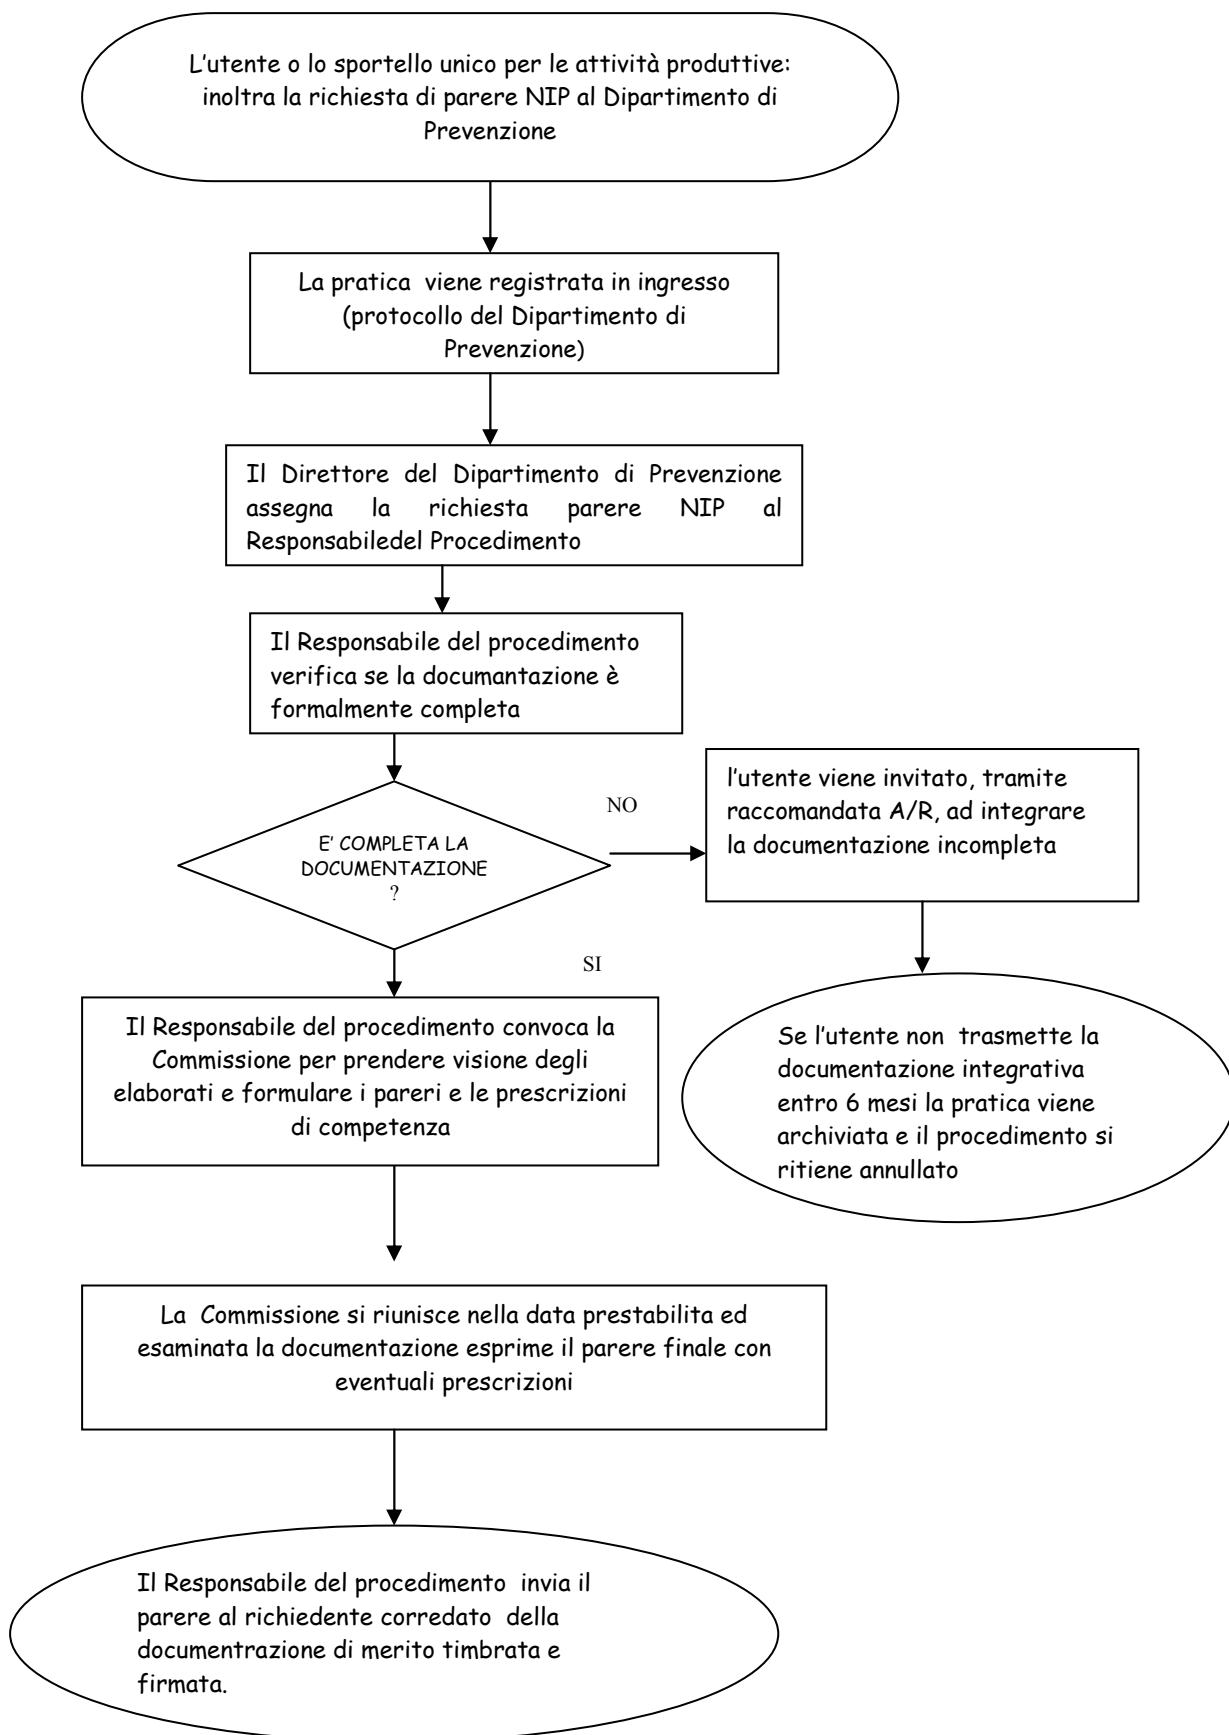 L'utente o lo sportello unico per le attività produttive:
inoltra la richiesta di parere NIP al Dipartimento di
Prevenzione
La pratica viene registrata in ingresso
(protocollo del Dipartimento di
Prevenzione)
Il Direttore del Dipartimento di Prevenzione
assegna la richiesta parere NIP al
Responsabiledel Procedimento
Il Responsabile del procedimento
verifica se la documantazione è
formalmente completa
E' COMPLETA LA
DOCUMENTAZIONE
?
NO
l'utente viene invitato, tramite
raccomandata A/R, ad integrare
la documentazione incompleta
SI
Il Responsabile del procedimento convoca la
Commissione per prendere visione degli
elaborati e formulare i pareri e le prescrizioni
di competenza
Se l'utente non trasmette la
documentazione integrativa
entro 6 mesi la pratica viene
archiviata e il procedimento si
ritiene annullato
La Commissione si riunisce nella data prestabilita ed
esaminata la documentazione esprime il parere finale con
eventuali prescrizioni
Il Responsabile del procedimento invia il
parere al richiedente corredato della
documentrazione di merito timbrata e
firmata.